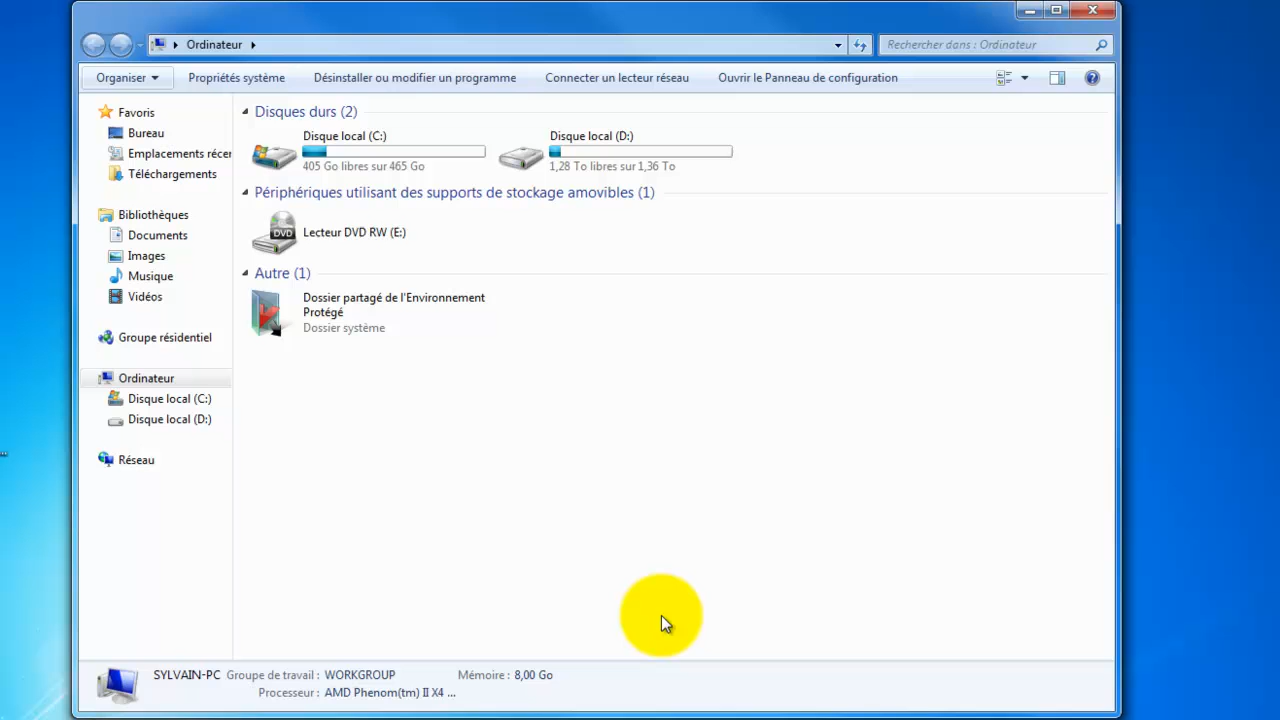 Ordinateur
Rechercher dans : Ordinateur
Organiser Propriétés système Désinstaller ou modifier un programme Connecter un lecteur réseau Ouvrir le Panneau de configuration
Favoris
Bureau
Emplacements récer
Téléchargements
Bibliothèques
Documents
Images
Musique
Vidéos
Groupe résidentiel
Ordinateur
Disque local (C:)
Disque local (D:)
Réseau
Disques durs (2)
Disque local (C:)
405 Go libres sur 465 Go
Disque local (D:)
1,28 To libres sur 1,36 To
Périphériques utilisant des supports de stockage amovibles (1)
DVD
Lecteur DVD RW (E:)
Autre (1)
Dossier partagé de l'Environnement
Protégé
Dossier système
SYLVAIN-PC Groupe de travail : WORKGROUP Mémoire : 8,00 Go
Processeur : AMD Phenom(tm) II X4 ...